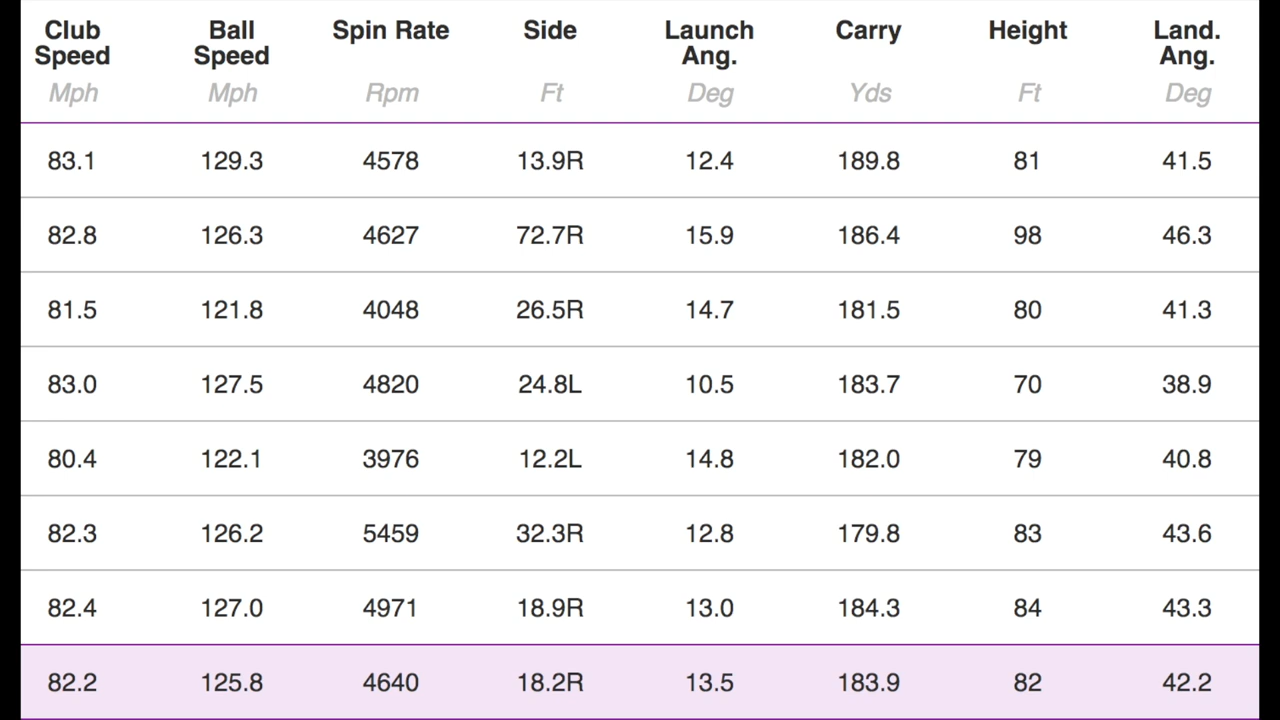 Club Speed Ball Speed Spin Rate Side Launch Ang. Carry Height Land. Ang.
Mph Mph Rpm Ft Deg Yds Ft Deg
83.1 129.3 4578 13.9R 12.4 189.8 81 41.5
82.8 126.3 4627 72.7R 15.9 186.4 98 46.3
81.5 121.8 4048 26.5R 14.7 181.5 80 41.3
83.0 127.5 4820 24.8L 10.5 183.7 70 38.9
80.4 122.1 3976 12.2L 14.8 182.0 79 40.8
82.3 126.2 5459 32.3R 12.8 179.8 83 43.6
82.4 127.0 4971 18.9R 13.0 184.3 84 43.3
82.2 125.8 4640 18.2R 13.5 183.9 82 42.2